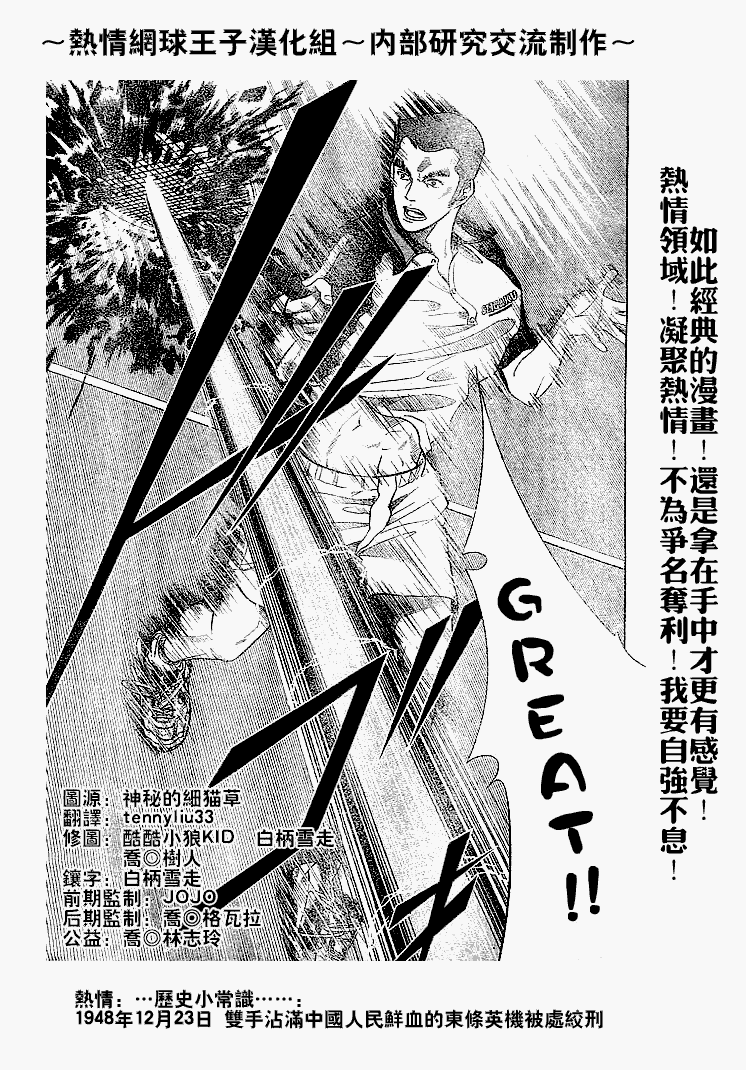 ～熱情網球王子漢化組～内部研究交流制作～
如此經典的漫畫！還是拿在手中才更有感覺！
熱情領域！凝聚熱情！不為爭名奪利！我要自強不息！
GREAT!!
圖源：神秘的細猫草
翻譯：tennyliu33
修圖：酷酷小狼KID 白柄雪走
喬◎樹人
鑲字：白柄雪走
前期監制：JOJO
后期監制：喬◎格瓦拉
公益：喬◎林志玲
熱情：…歷史小常識……：
1948年12月23日 雙手沾滿中國人民鮮血的東條英機被处絞刑